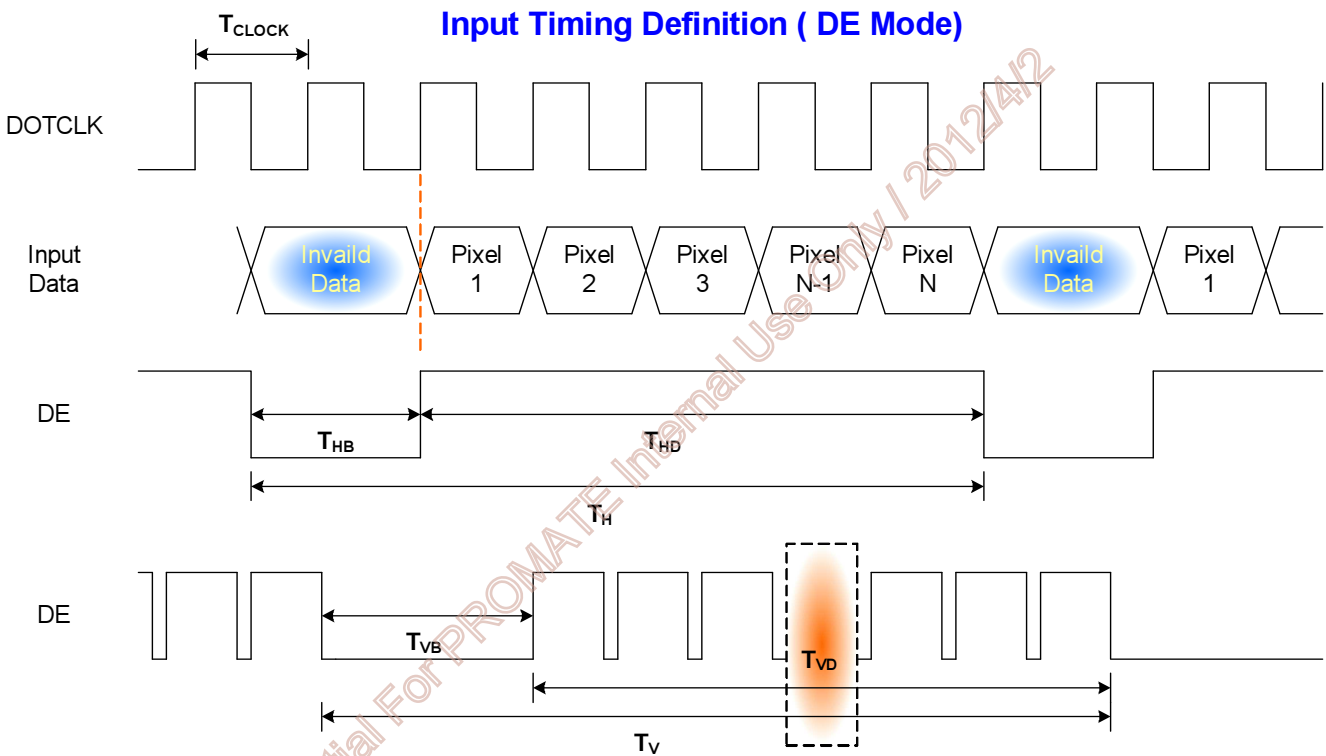 Input Timing Definition ( DE Mode)
TCLOCK
DOTCLK
Input
Data
Invaild
Data
Pixel
1
Pixel
2
Pixel
3
Pixel
N-1
Pixel
N
Invaild
Data
Pixel
1
DE
THB
THD
TH
DE
TVB
TVD
TV
For PROMATE Internal Use Only / 2012/4/2